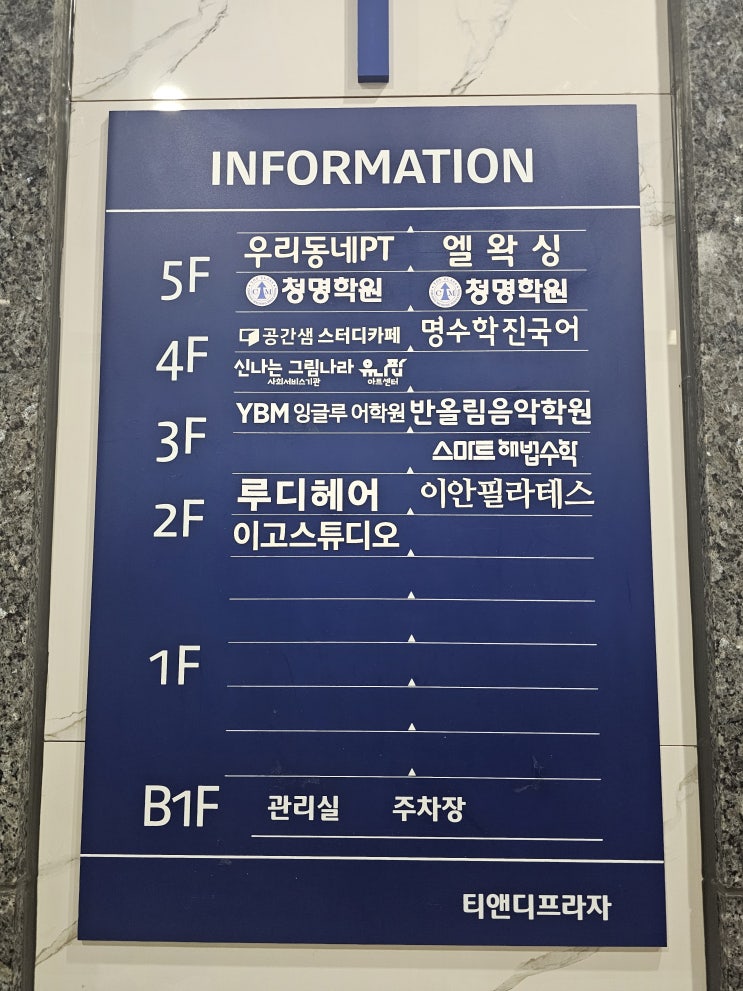 INFORMATION
5F
우리동네PT 엘 왁 싱
청명학원 청명학원
4F
공간샘 스터디카페 명수학진국어
신나는 그림나라 유잼
사회서비스기관 아트센터
3F
YBM 잉글루 어학원 반올림음악학원
스마트해법수학
2F
루디헤어 이안필라테스
이고스튜디오
1F
B1F 관리실 주차장
티앤디프라자